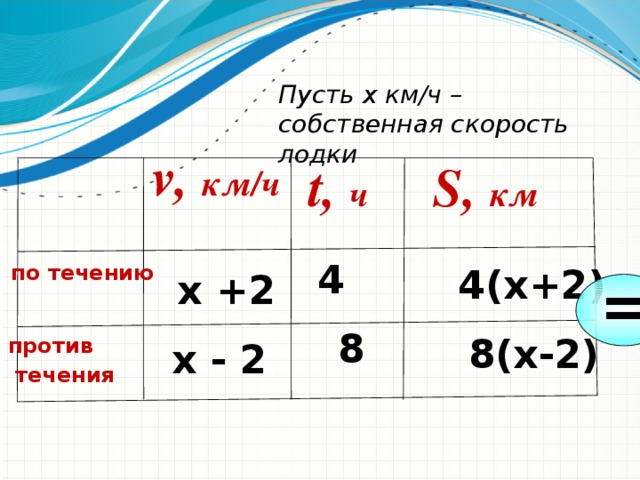 Пусть х км/ч –
собственная скорость
лодки
v, км/ч t, ч S, км
по течению х +2 4 4(х+2) =
против
течения х - 2 8 8(х-2)